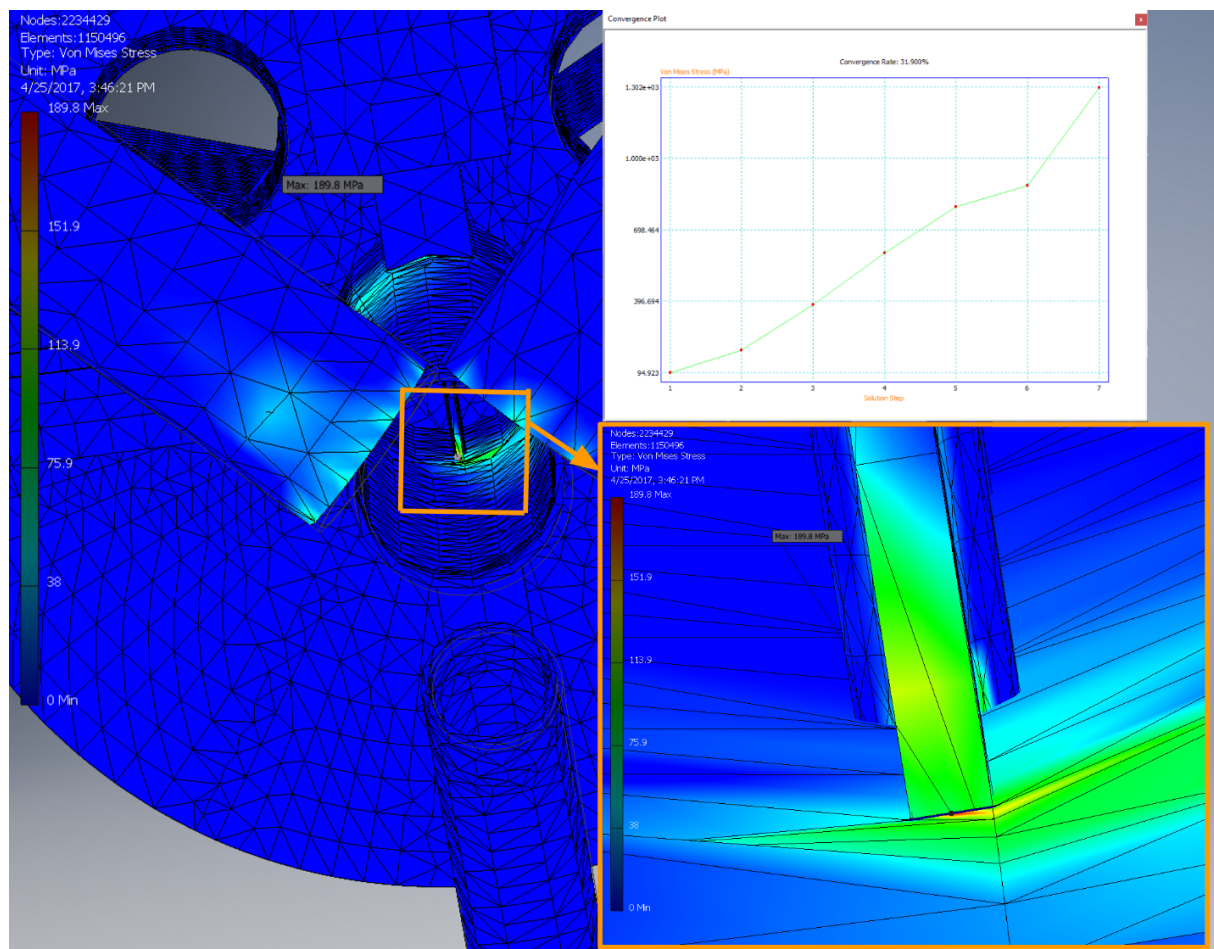 Nodes:2234429
Elements:1150496
Type: Von Mises Stress
Unit: MPa
4/25/2017, 3:46:21 PM
189.8 Max
151.9
113.9
75.9
38
0 Min
Max: 189.8 MPa
Convergence Plot
x
Convergence Rate: 31.900%
Von Mises Stress (MPa)
1.302e+03
1.000e+03
698.464
396.694
94.923
1 2 3 4 5 6 7
Solution Step
Nodes:2234429
Elements:1150496
Type: Von Mises Stress
Unit: MPa
4/25/2017, 3:46:21 PM
189.8 Max
Max: 189.8 MPa
151.9
113.9
75.9
38
0 Min